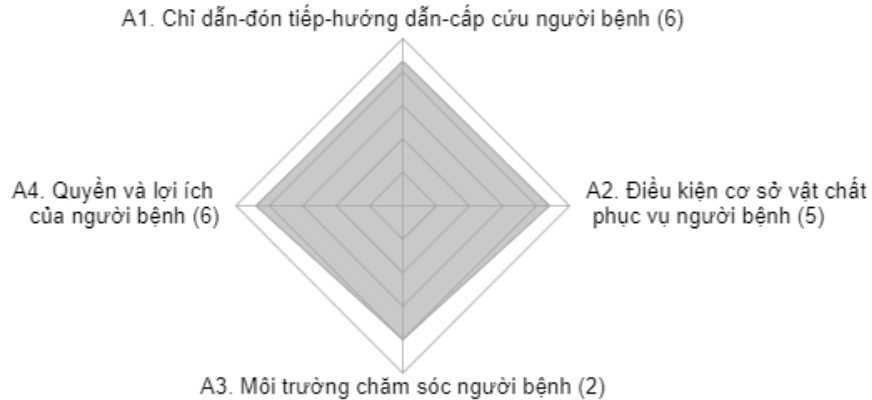 A1. Chỉ dẫn-đón tiếp-hướng dẫn-cấp cứu người bệnh (6)
A4. Quyền và lợi ích
của người bệnh (6)
A2. Điều kiện cơ sở vật chất
phục vụ người bệnh (5)
A3. Môi trường chăm sóc người bệnh (2)